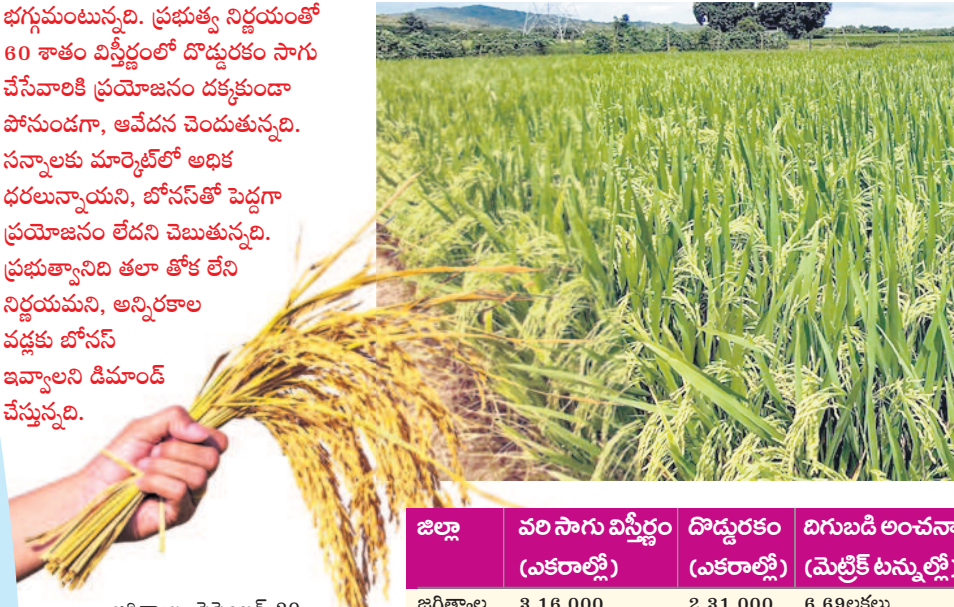 భగ్గుమంటున్నది. ప్రభుత్వ నిర్ణయంతో
60 శాతం విస్తీర్ణంలో దొడ్డురకం సాగు
చేసేవారికి ప్రయోజనం దక్కకుండా
పోనుండగా, ఆవేదన చెందుతున్నది.
సన్నాలకు మార్కెట్‌లో అధిక
ధరలున్నాయని, బోనస్‌తో పెద్దగా
ప్రయోజనం లేదని చెబుతున్నది.
ప్రభుత్వానిది తలా తోక లేని
నిర్ణయమని, అన్నిరకాల
వడ్లకు బోనస్
ఇవ్వాలని డిమాండ్
చేస్తున్నది.
జిల్లా వరి సాగు విస్తీర్ణం దొడ్డురకం దిగుబడి అంచనా
(ఎకరాల్లో) (ఎకరాల్లో) (మెట్రిక్ టన్నుల్లో)
జగిత్యాల 3,16,000 2,31,000 6.69లక్షలు